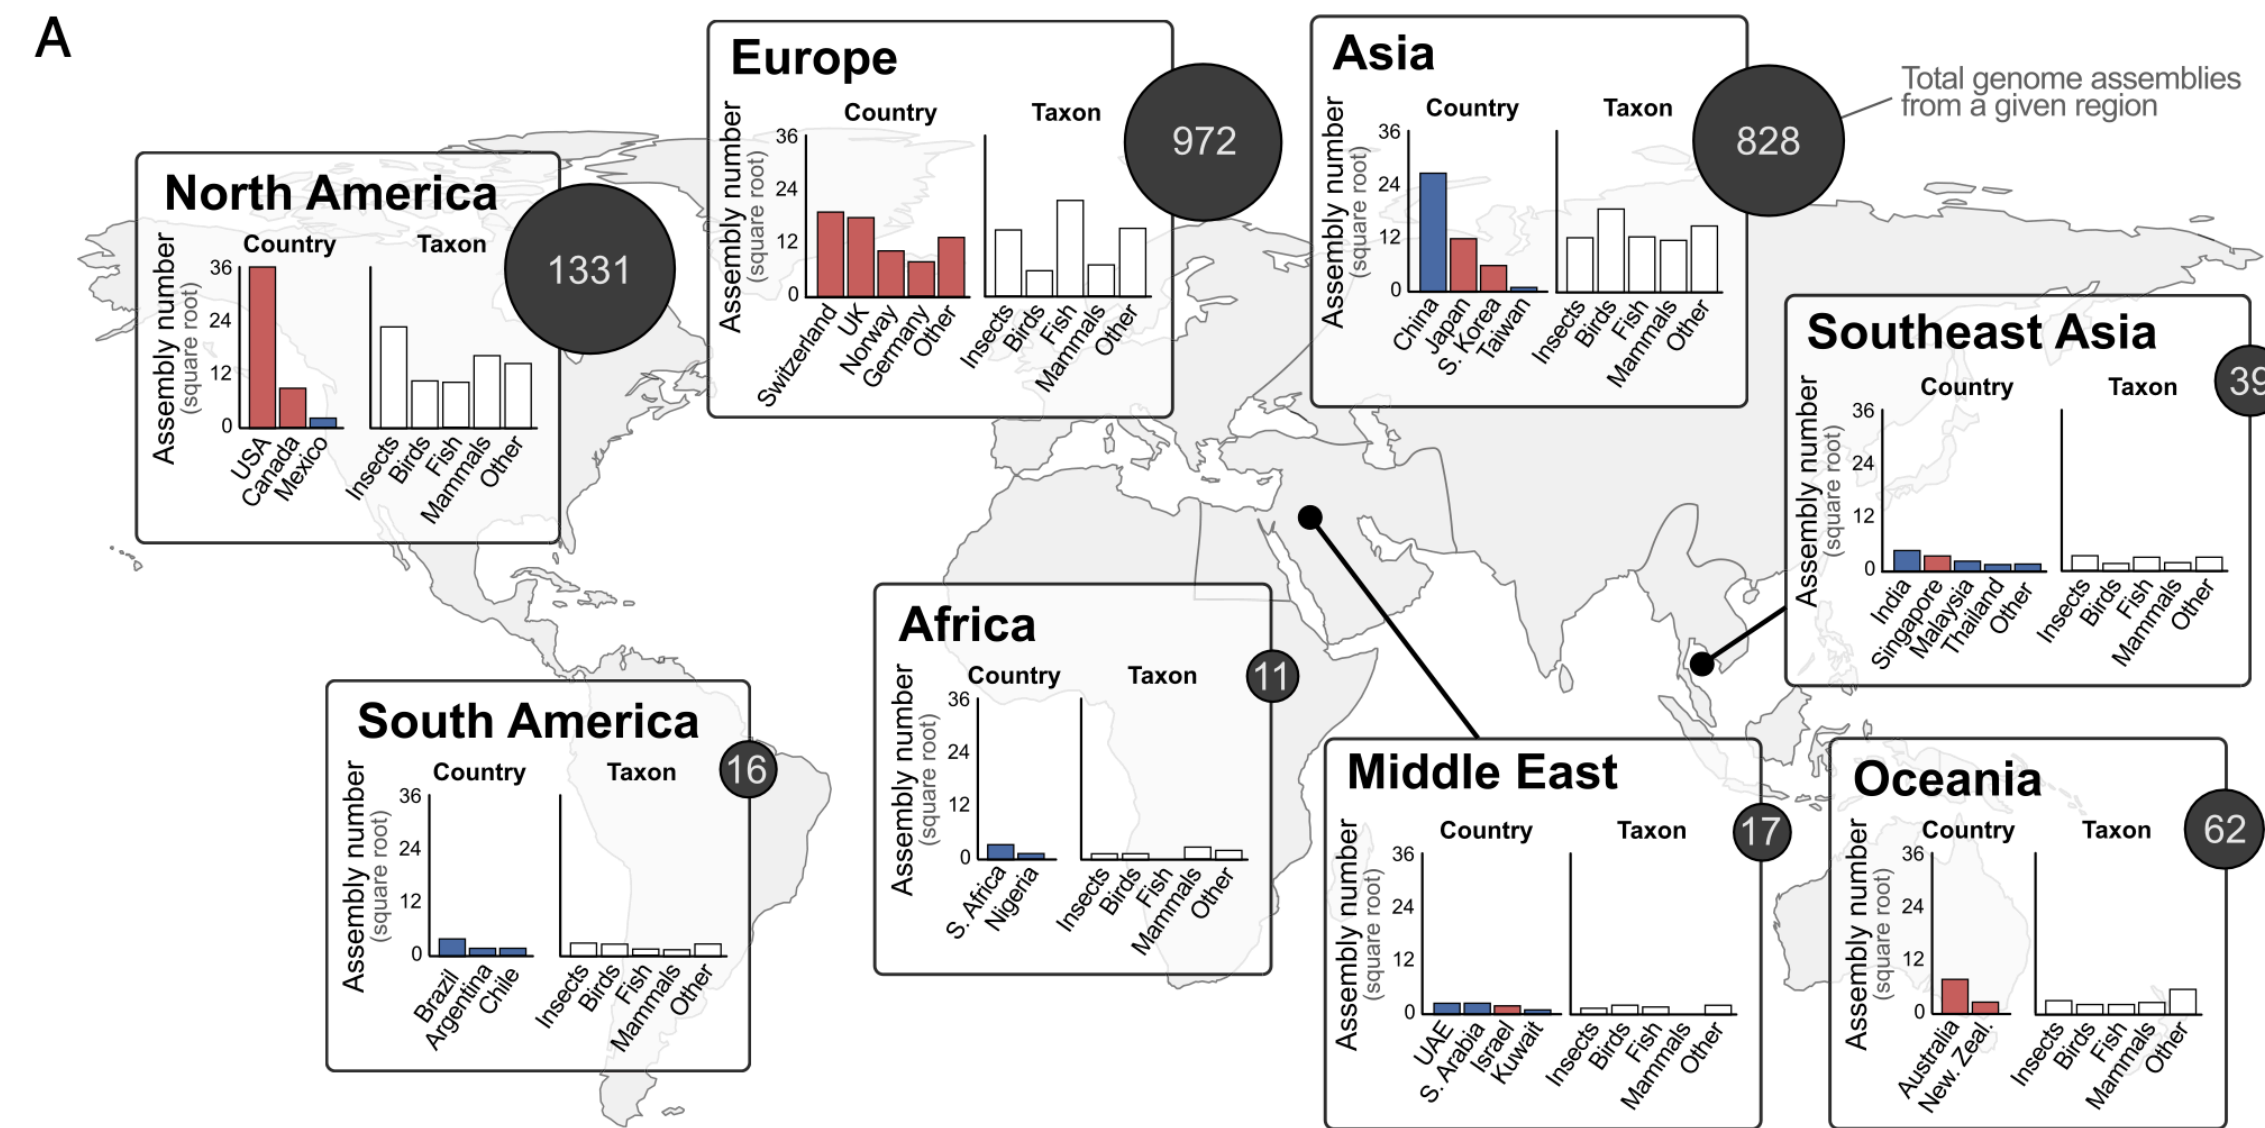 A
North America
1331
Assembly number
(square root)
Country
Taxon
36
24
12
0
USA
Canada
Mexico
Insects
Birds
Fish
Mammals
Other
Europe
972
Assembly number
(square root)
Country
Taxon
36
24
12
0
Switzerland
UK
Norway
Germany
Other
Insects
Birds
Fish
Mammals
Other
Asia
828
Total genome assemblies
from a given region
Assembly number
(square root)
Country
Taxon
36
24
12
0
China
Japan
S. Korea
Taiwan
Insects
Birds
Fish
Mammals
Other
Southeast Asia
39
Assembly number
(square root)
Country
Taxon
36
24
12
0
India
Singapore
Malaysia
Thailand
Other
Insects
Birds
Fish
Mammals
Other
South America
16
Assembly number
(square root)
Country
Taxon
36
24
12
0
Brazil
Argentina
Chile
Insects
Birds
Fish
Mammals
Other
Africa
11
Assembly number
(square root)
Country
Taxon
36
24
12
0
S. Africa
Nigeria
Insects
Birds
Fish
Mammals
Other
Middle East
17
Assembly number
(square root)
Country
Taxon
36
24
12
0
UAE
S. Arabia
Israel
Kuwait
Insects
Birds
Fish
Mammals
Other
Oceania
62
Assembly number
(square root)
Country
Taxon
36
24
12
0
Australia
New. Zeal.
Insects
Birds
Fish
Mammals
Other